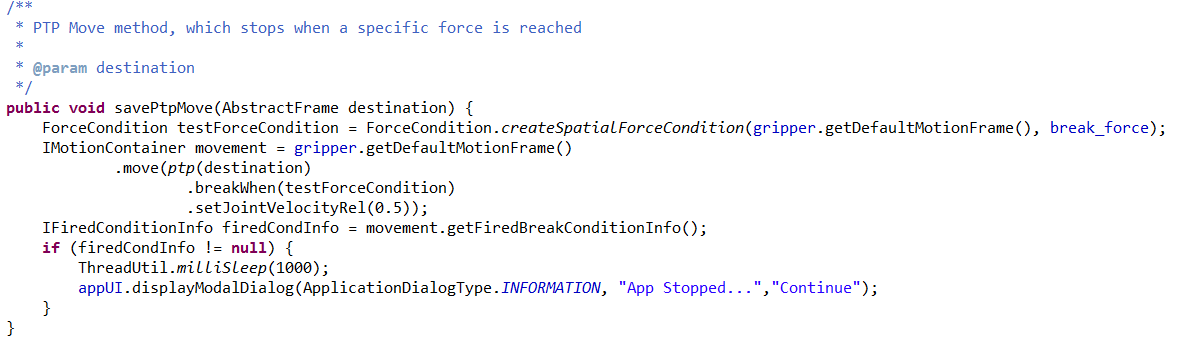 /**
 * PTP Move method, which stops when a specific force is reached
 *
 * @param destination
 */
public void savePtpMove(AbstractFrame destination) {
    ForceCondition testForceCondition = ForceCondition.createSpatialForceCondition(gripper.getDefaultMotionFrame(), break_force);
    IMotionContainer movement = gripper.getDefaultMotionFrame()
            .move(ptp(destination)
                    .breakWhen(testForceCondition)
                    .setJointVelocityRel(0.5));
    IFiredConditionInfo firedCondInfo = movement.getFiredBreakConditionInfo();
    if (firedCondInfo != null) {
        ThreadUtil.milliSleep(1000);
        appUI.displayModalDialog(ApplicationDialogType.INFORMATION, "App Stopped...","Continue");
    }
}